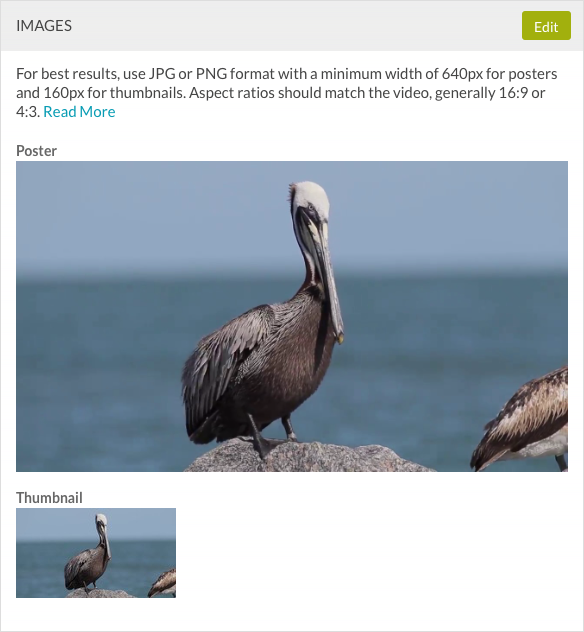 IMAGES
Edit
For best results, use JPG or PNG format with a minimum width of 640px for posters
and 160px for thumbnails. Aspect ratios should match the video, generally 16:9 or
4:3. Read More
Poster
Thumbnail